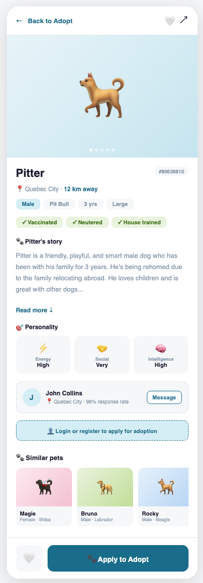 ← Back to Adopt
Pitter
#80636810
Quebec City · 12 km away
Male
Pit Bull
3 yrs
Large
✓ Vaccinated
✓ Neutered
✓ House trained
Pitter's story
Pitter is a friendly, playful, and smart male dog who has
been with his family for 3 years. He's being rehomed due
to the family relocating abroad. He loves children and is
great with other dogs...
Read more ↓
Personality
Energy
High
Social
Very
Intelligence
High
J
John Collins
Quebec City · 98% response rate
Message
Login or register to apply for adoption
Similar pets
Magie
Female · Shiba
Bruno
Male · Labrador
Rocky
Male · Beagle
Apply to Adopt